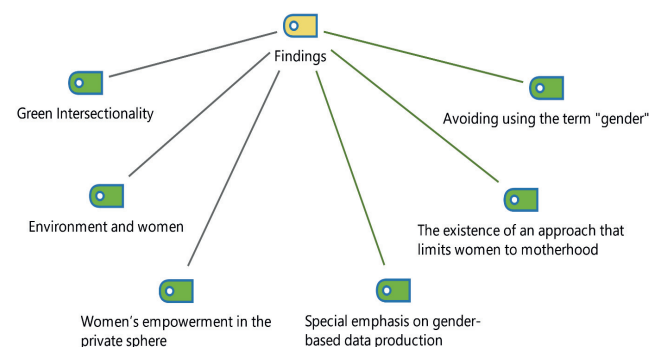 Findings
Green Intersectionality
Avoiding using the term "gender"
Environment and women
The existence of an approach that
limits women to motherhood
Women's empowerment in the
private sphere
Special emphasis on gender-
based data production